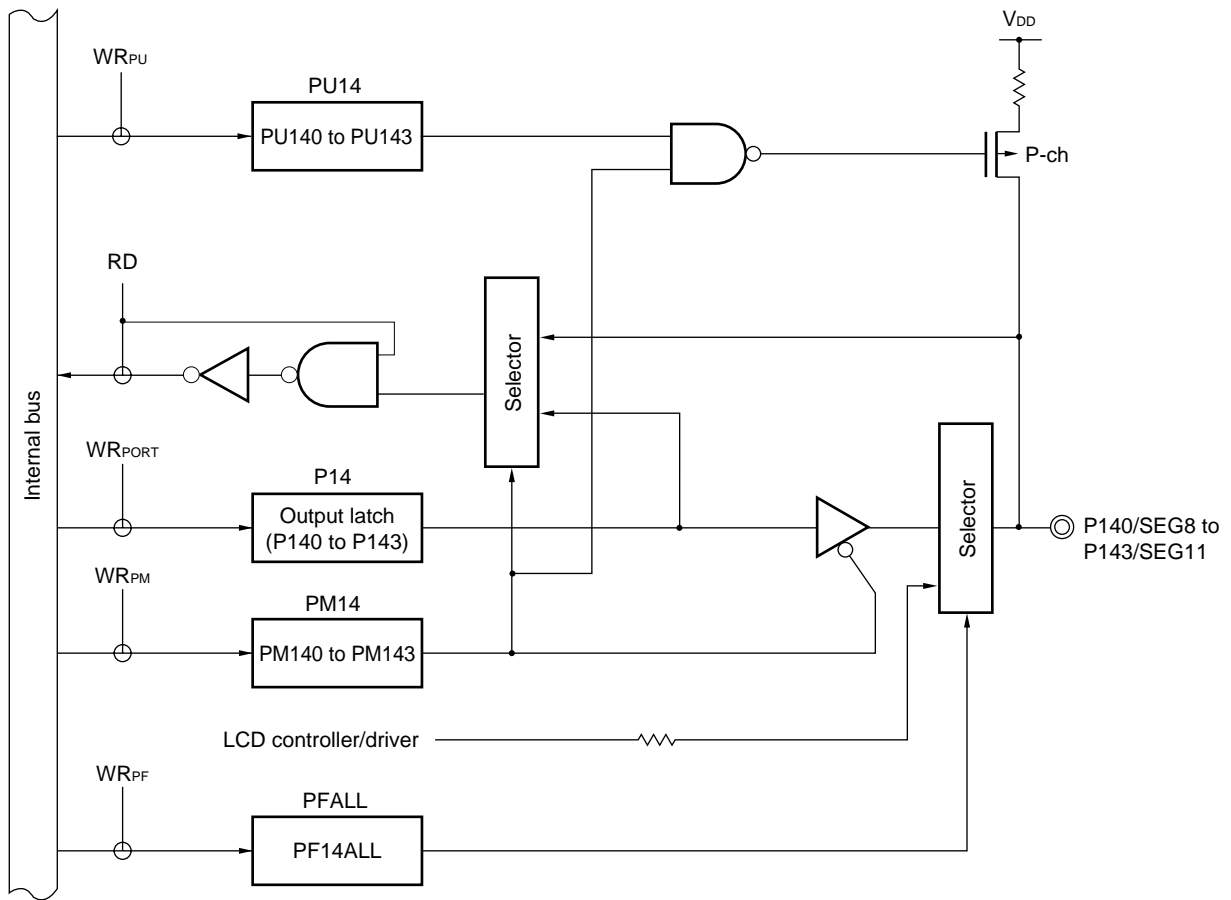 VDD
WRPU
PU14
PU140 to PU143
P-ch
RD
Selector
Internal bus
WRPORT
P14
Output latch
(P140 to P143)
Selector
P140/SEG8 to
P143/SEG11
WRPM
PM14
PM140 to PM143
LCD controller/driver
WRPF
PFALL
PF14ALL